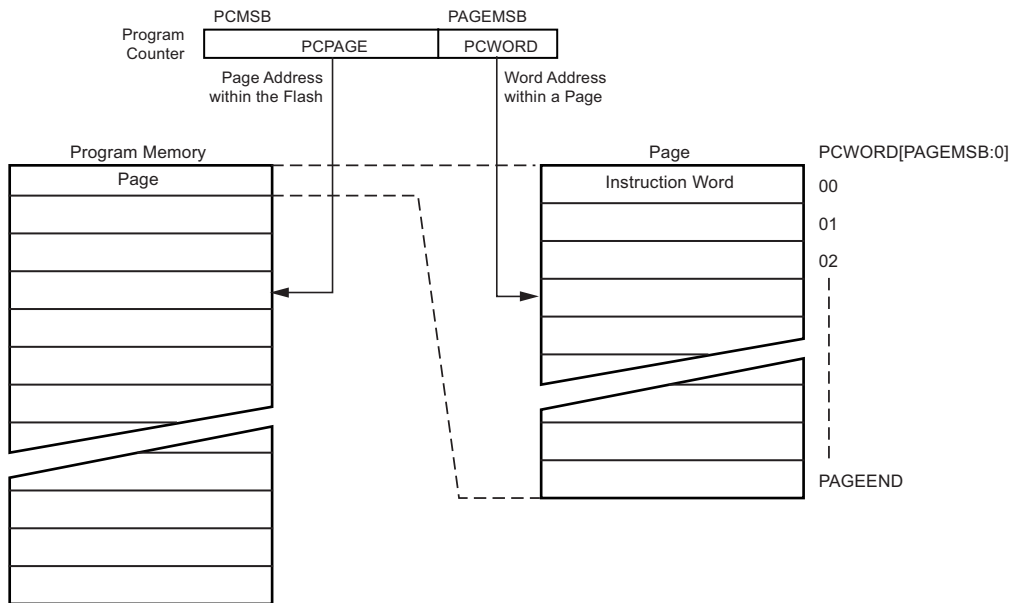 PCMSB PAGEMSB
Program
Counter
PCPAGE PCWORD
Page Address
within the Flash
Word Address
within a Page
Program Memory
Page
Page
Instruction Word
PCWORD[PAGEMSB:0]
00
01
02
PAGEEND